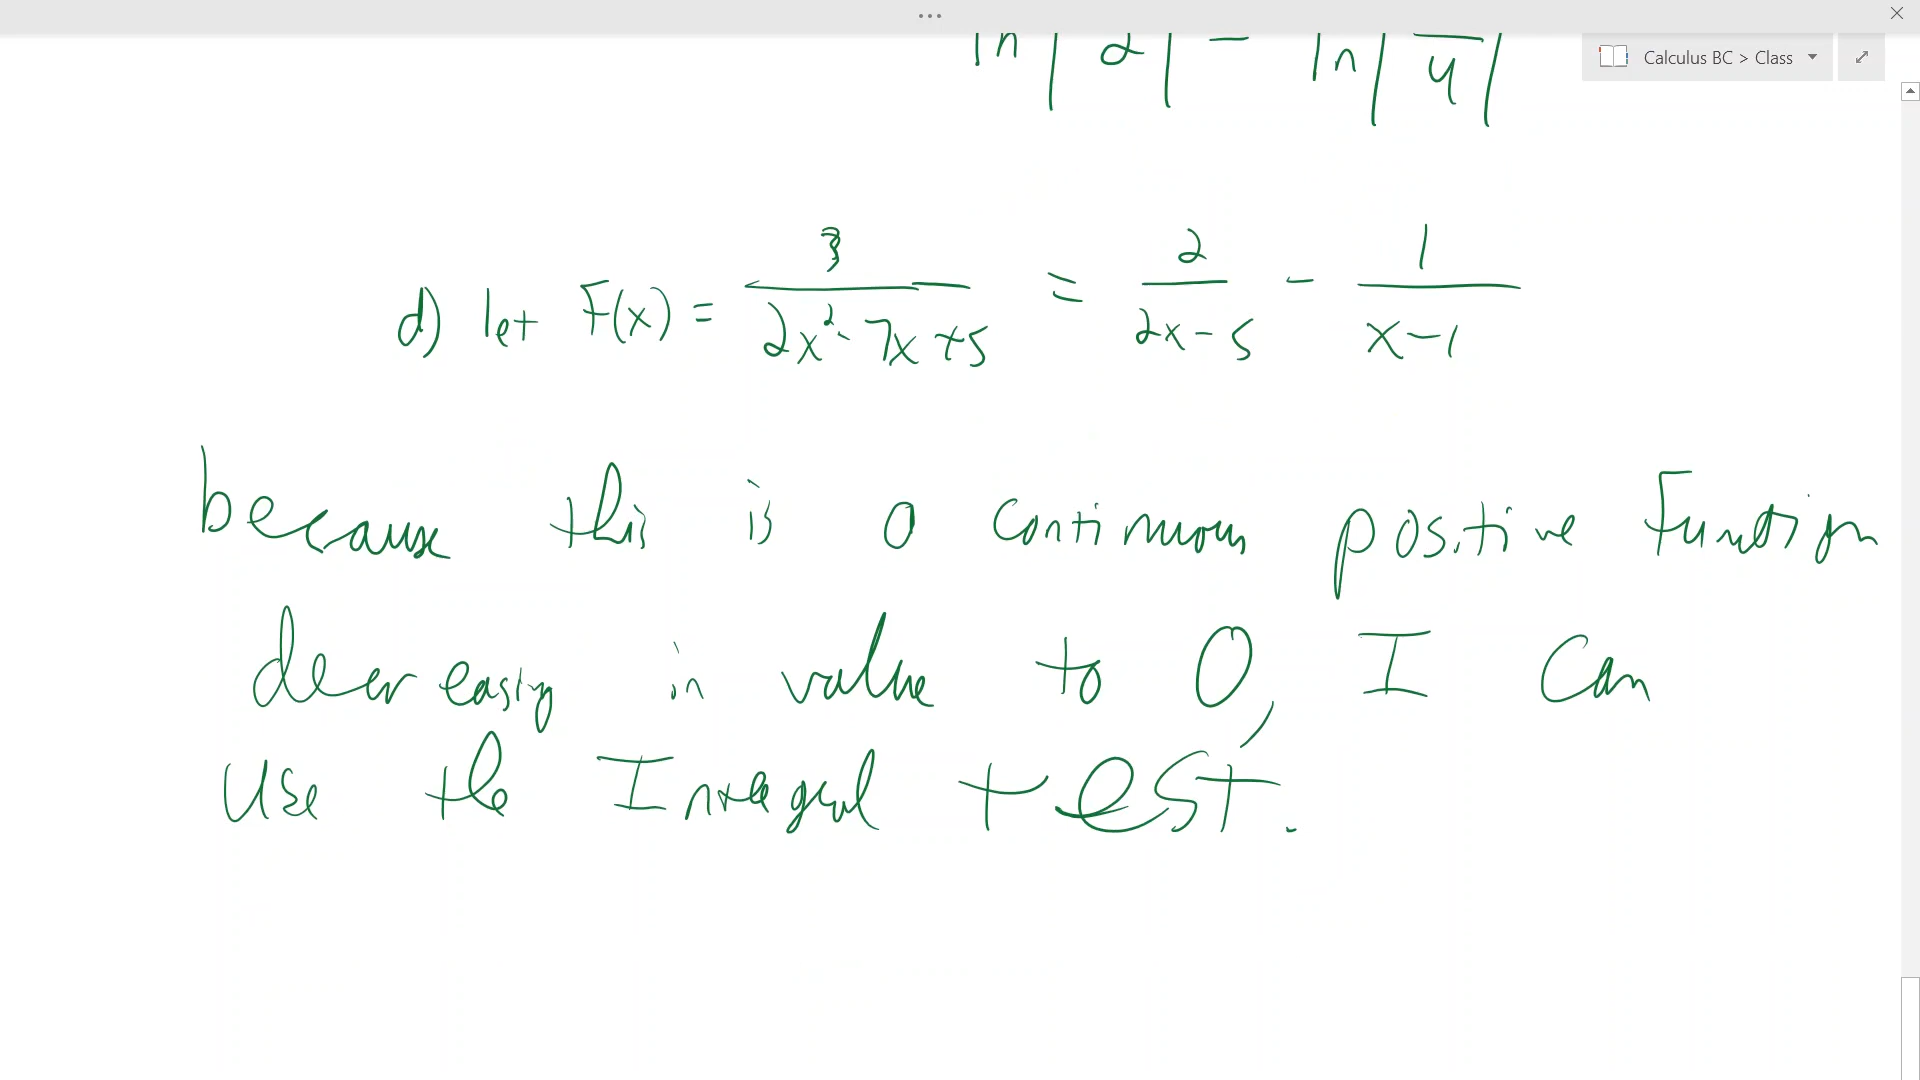 Calculus BC > Class
ln|2| - ln|4|
d) let F(x) = 3/(2x²-7x+5) = 2/(2x-5) - 1/(x-1)
because this is a continuous positive function
decreasing in value to 0, I can
use the Integral test.